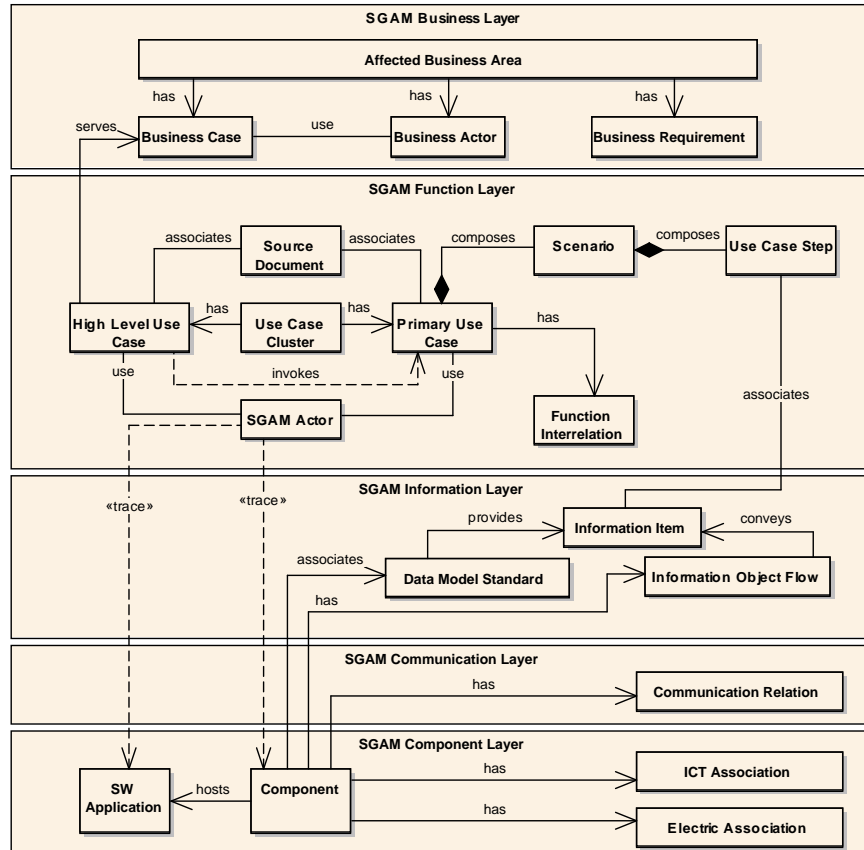 SGAM Business Layer
Affected Business Area
has
has
has
serves
Business Case
use
Business Actor
Business Requirement
SGAM Function Layer
associates
Source
Document
associates
composes
Scenario
composes
Use Case Step
High Level Use
Case
has
Use Case
Cluster
has
Primary Use
Case
has
invokes
use
use
SGAM Actor
Function
Interrelation
associates
SGAM Information Layer
«trace»
«trace»
provides
Information Item
conveys
associates
Data Model Standard
Information Object Flow
has
SGAM Communication Layer
has
Communication Relation
SGAM Component Layer
SW
Application
hosts
Component
has
ICT Association
has
Electric Association